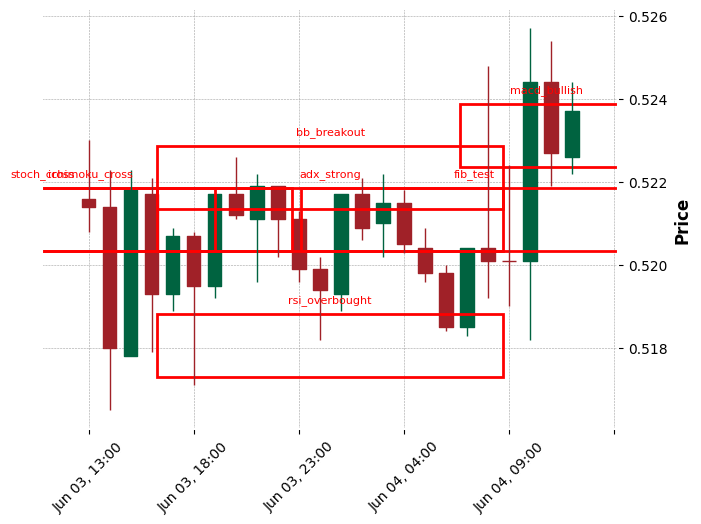 0.526
macd_bullish
0.524
bb_breakout
stoch_cross
ichimoku_cross
adx_strong
fib_test
0.522
Price
0.520
rsi_overbought
0.518
Jun 03, 13:00
Jun 03, 18:00
Jun 03, 23:00
Jun 04, 04:00
Jun 04, 09:00